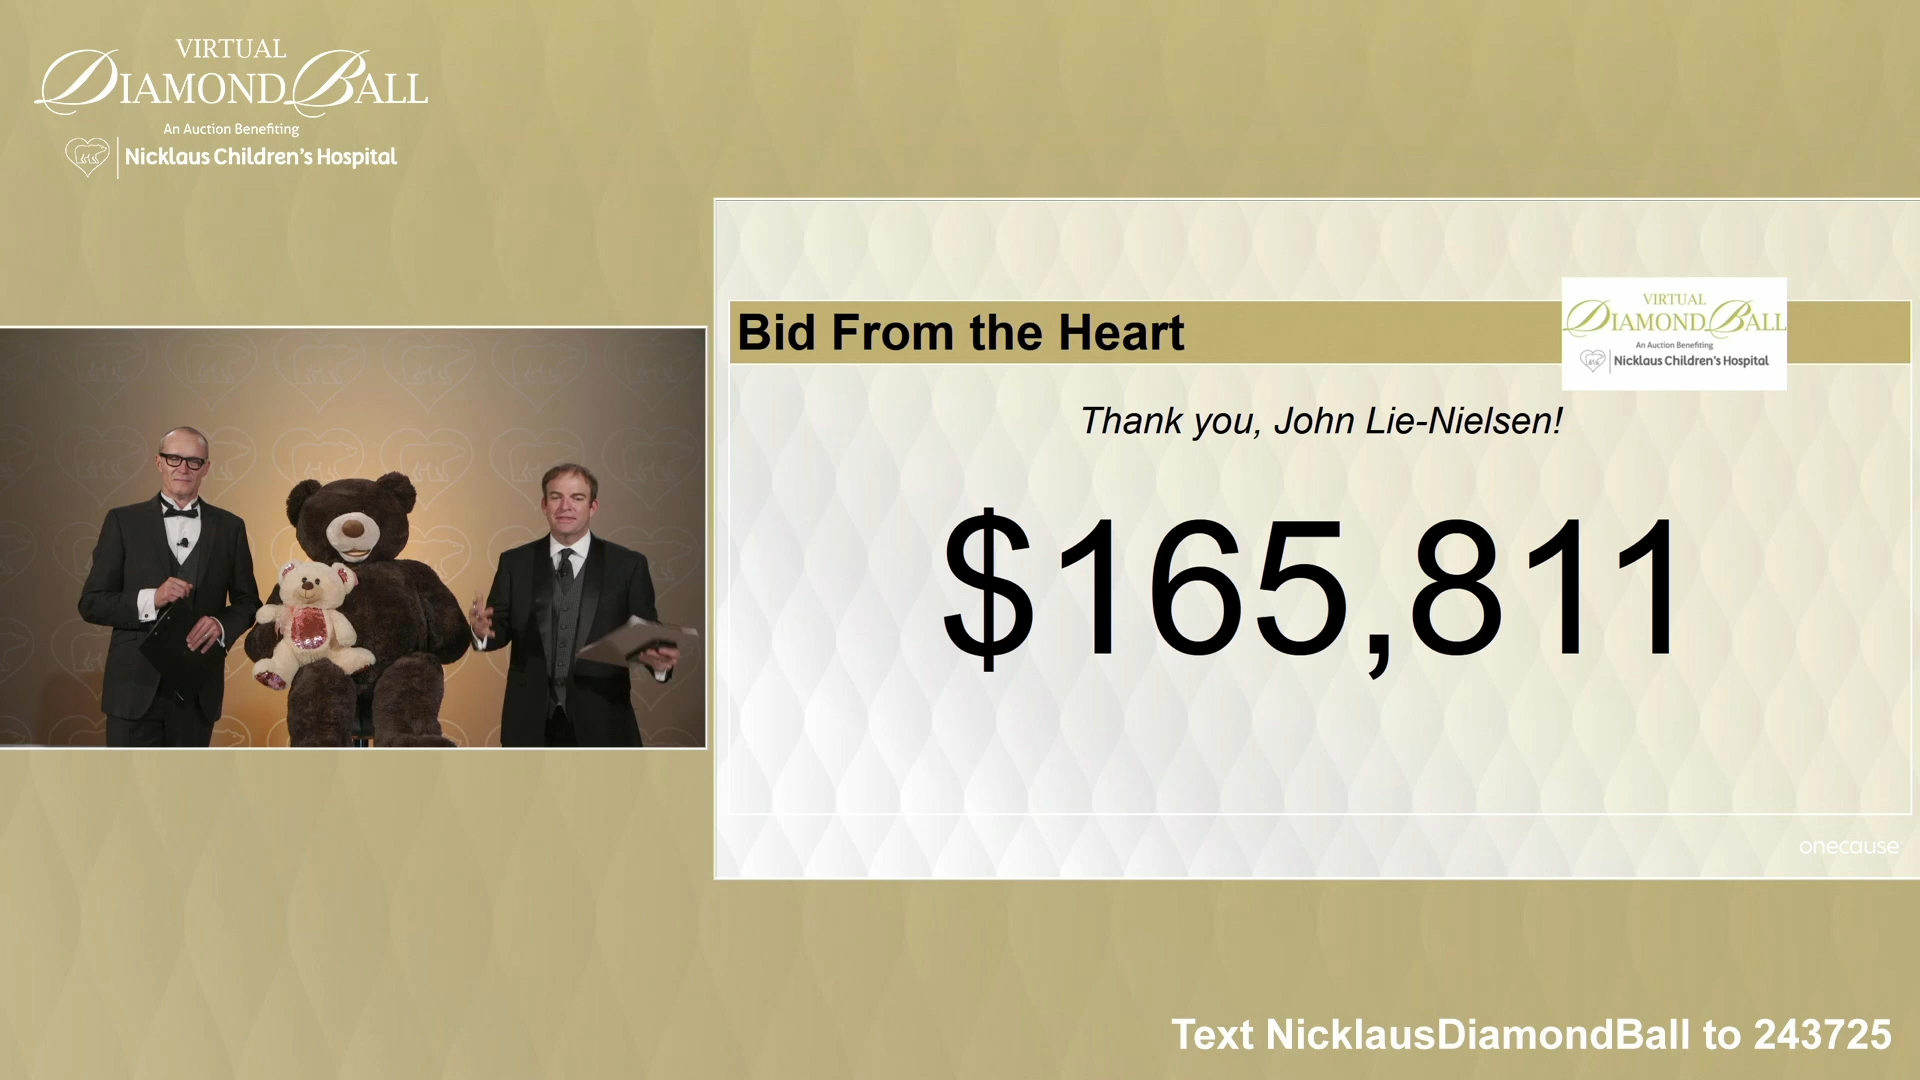 VIRTUAL
DIAMOND BALL
An Auction Benefiting
Nicklaus Children's Hospital
Bid From the Heart
VIRTUAL
DIAMOND BALL
An Auction Benefiting
Nicklaus Children's Hospital
Thank you, John Lie-Nielsen!
$165,811
onecause
Text NicklausDiamondBall to 243725